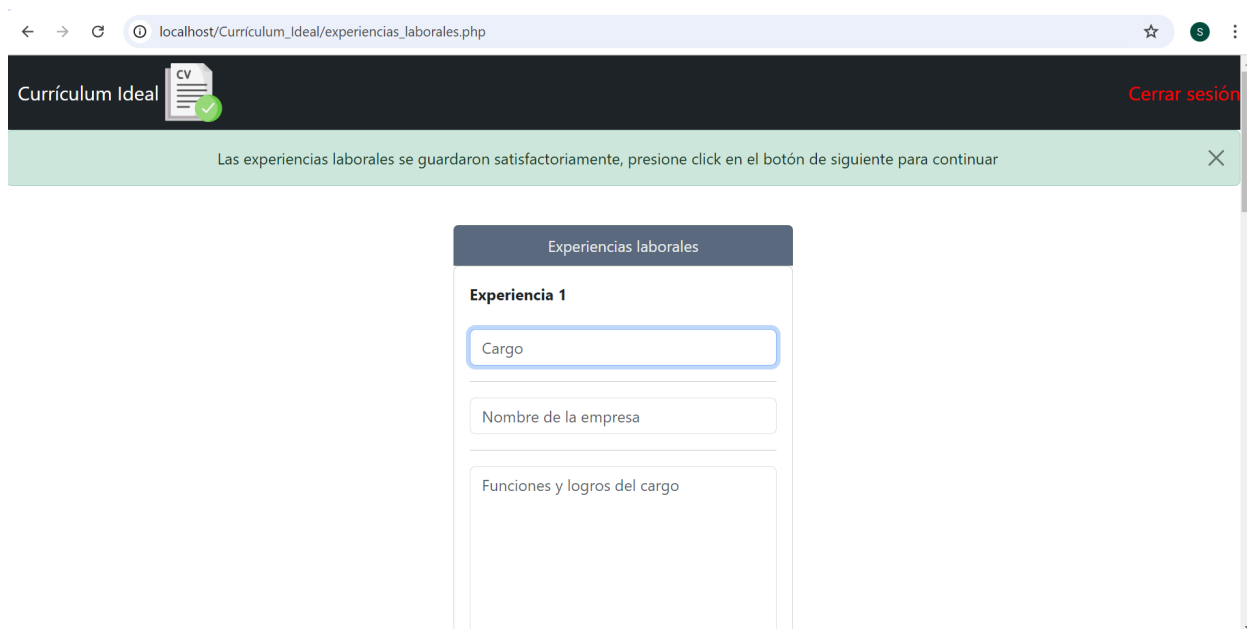 localhost/Currículum_Ideal/experiencias_laborales.php
S
Currículum Ideal
CV
Cerrar sesión
Las experiencias laborales se guardaron satisfactoriamente, presione click en el botón de siguiente para continuar
Experiencias laborales
Experiencia 1
Cargo
Nombre de la empresa
Funciones y logros del cargo